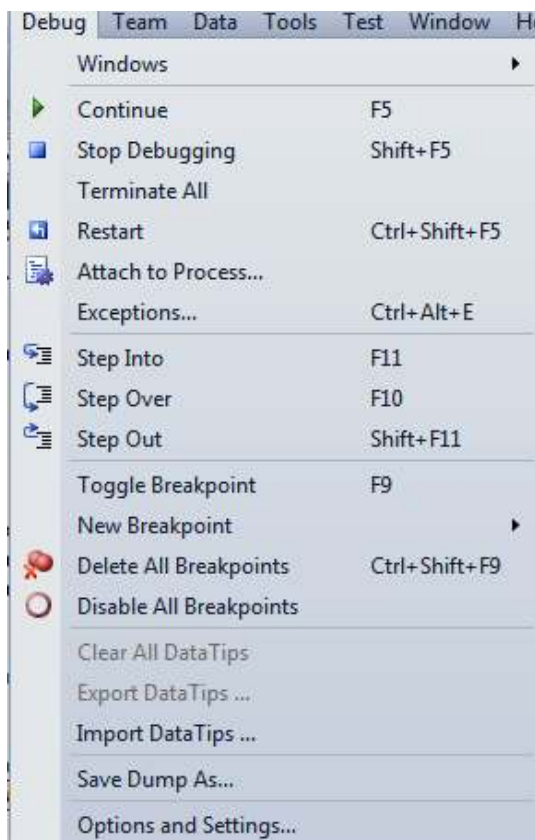 Debug Team Data Tools Test Window
Windows
Continue F5
Stop Debugging Shift+F5
Terminate All
Restart Ctrl+Shift+F5
Attach to Process...
Exceptions... Ctrl+Alt+E
Step Into F11
Step Over F10
Step Out Shift+F11
Toggle Breakpoint F9
New Breakpoint
Delete All Breakpoints Ctrl+Shift+F9
Disable All Breakpoints
Clear All DataTips
Export DataTips ...
Import DataTips ...
Save Dump As...
Options and Settings...